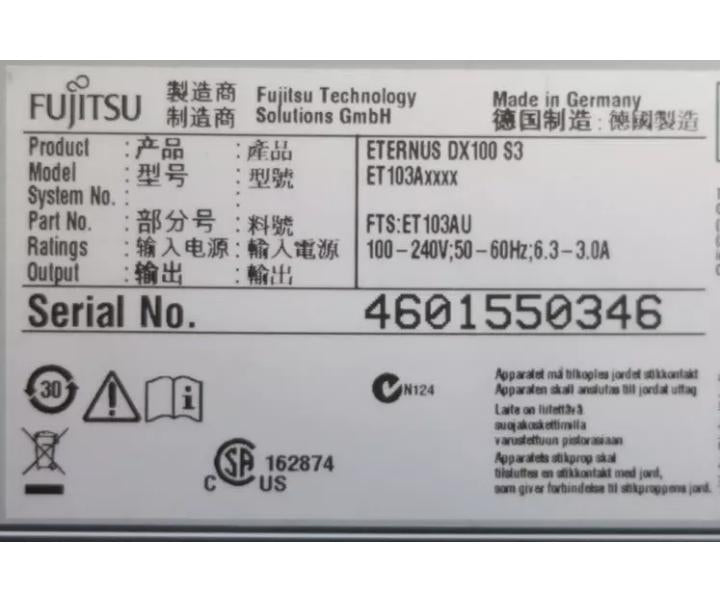 FUJITSU 製造商 Fujitsu Technology Made in Germany
制造商 Solutions GmbH 德国制造 : 德國製造
Product : 产品 : 產品 ETERNUS DX100 S3
Model : 型号 : 型號 ET103Axxxx
System No. : :
Part No. : 部分号 : 料號 FTS:ET103AU
Ratings : 输入电源 : 輸入電源 100-240V;50-60Hz;6.3-3.0A
Output : 输出 : 輸出
Serial No. 4601550346
30 i
N124
Apparatet må tilkoples jordet stikkontakt
Apparaten skall anslutas till jordat uttag
Laite on liitettävä
suojakoskettimilla
varustettuun pistorasiaan
Apparatets stikprop skal
tilsluttes en stikkontakt med jord,
som giver forbindelse til stikproppens jord.
C SA US 162874